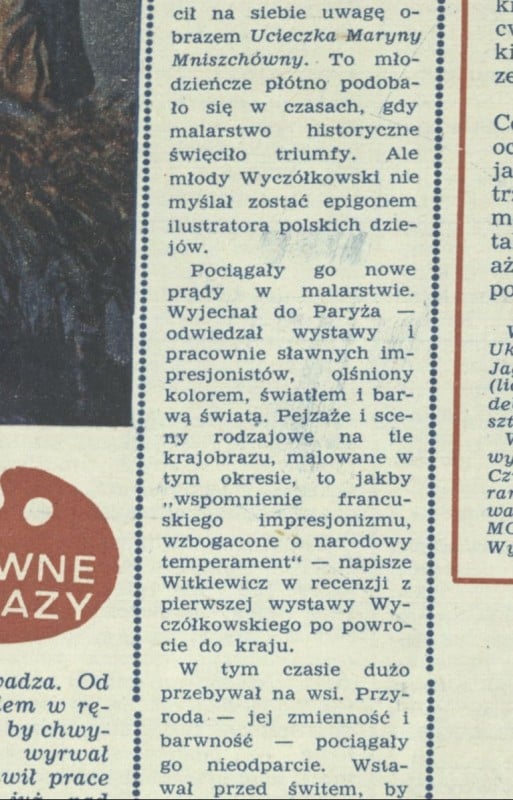 cił na siebie uwagę o-
brazem Ucieczka Maryny
Mniszchówny. To mło-
dzieńcze płótno podoba-
ło się w czasach, gdy
malarstwo historyczne
święciło triumfy. Ale
młody Wyczółkowski nie
myślał zostać epigonem
ilustratora polskich dzie-
jów.
Pociągały go nowe
prądy w malarstwie.
Wyjechał do Paryża —
odwiedzał wystawy i
pracownie sławnych im-
presjonistów, olśniony
kolorem, światłem i bar-
wą świata. Pejzaże i sce-
ny rodzajowe na tle
krajobrazu, malowane w
tym okresie, to jakby
„wspomnienie francu-
skiego impresjonizmu,
wzbogacone o narodowy
temperament" — napisze
Witkiewicz w recenzji z
pierwszej wystawy Wy-
czółkowskiego po powro-
cie do kraju.
W tym czasie dużo
przebywał na wsi. Przy-
roda — jej zmienność i
barwność — pociągały
go nieodparcie. Wsta-
wał przed świtem, by
WNE
AZY
wadza. Od
lem w rę-
by chwy-
wyrwał
wił prace